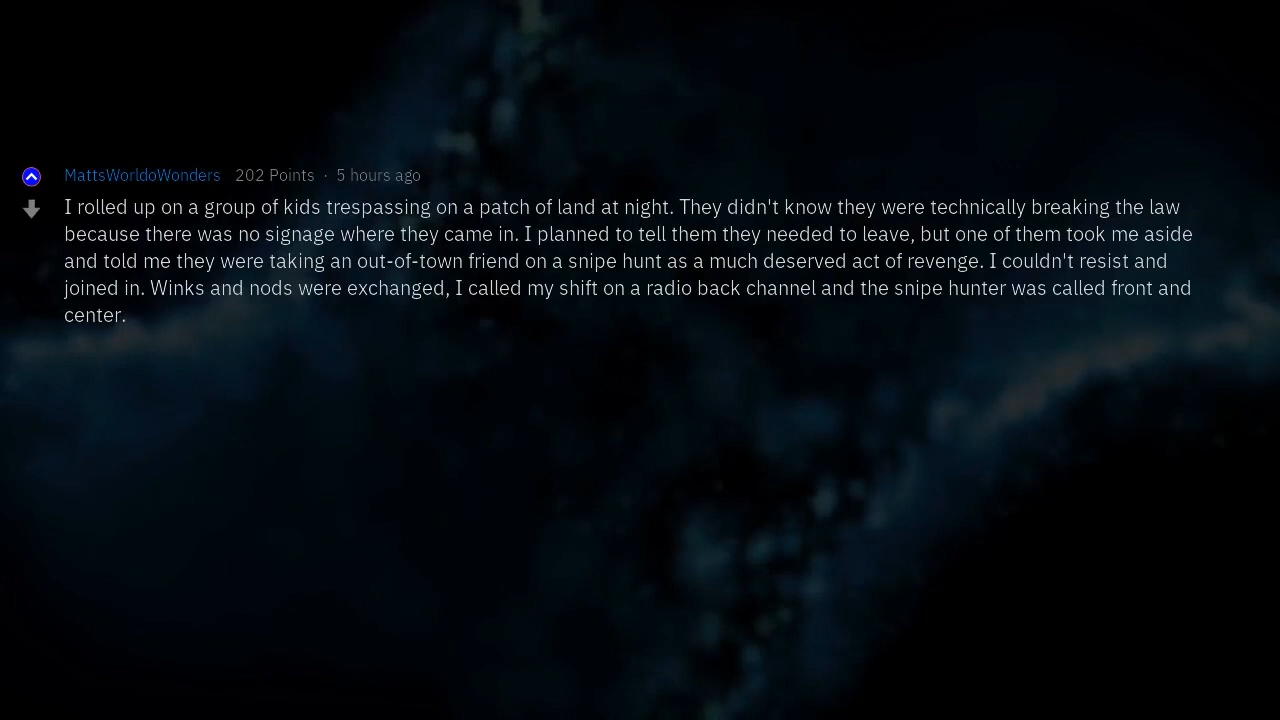 MattsWorldoWonders 202 Points · 5 hours ago
I rolled up on a group of kids trespassing on a patch of land at night. They didn't know they were technically breaking the law
because there was no signage where they came in. I planned to tell them they needed to leave, but one of them took me aside
and told me they were taking an out-of-town friend on a snipe hunt as a much deserved act of revenge. I couldn't resist and
joined in. Winks and nods were exchanged, I called my shift on a radio back channel and the snipe hunter was called front and
center.